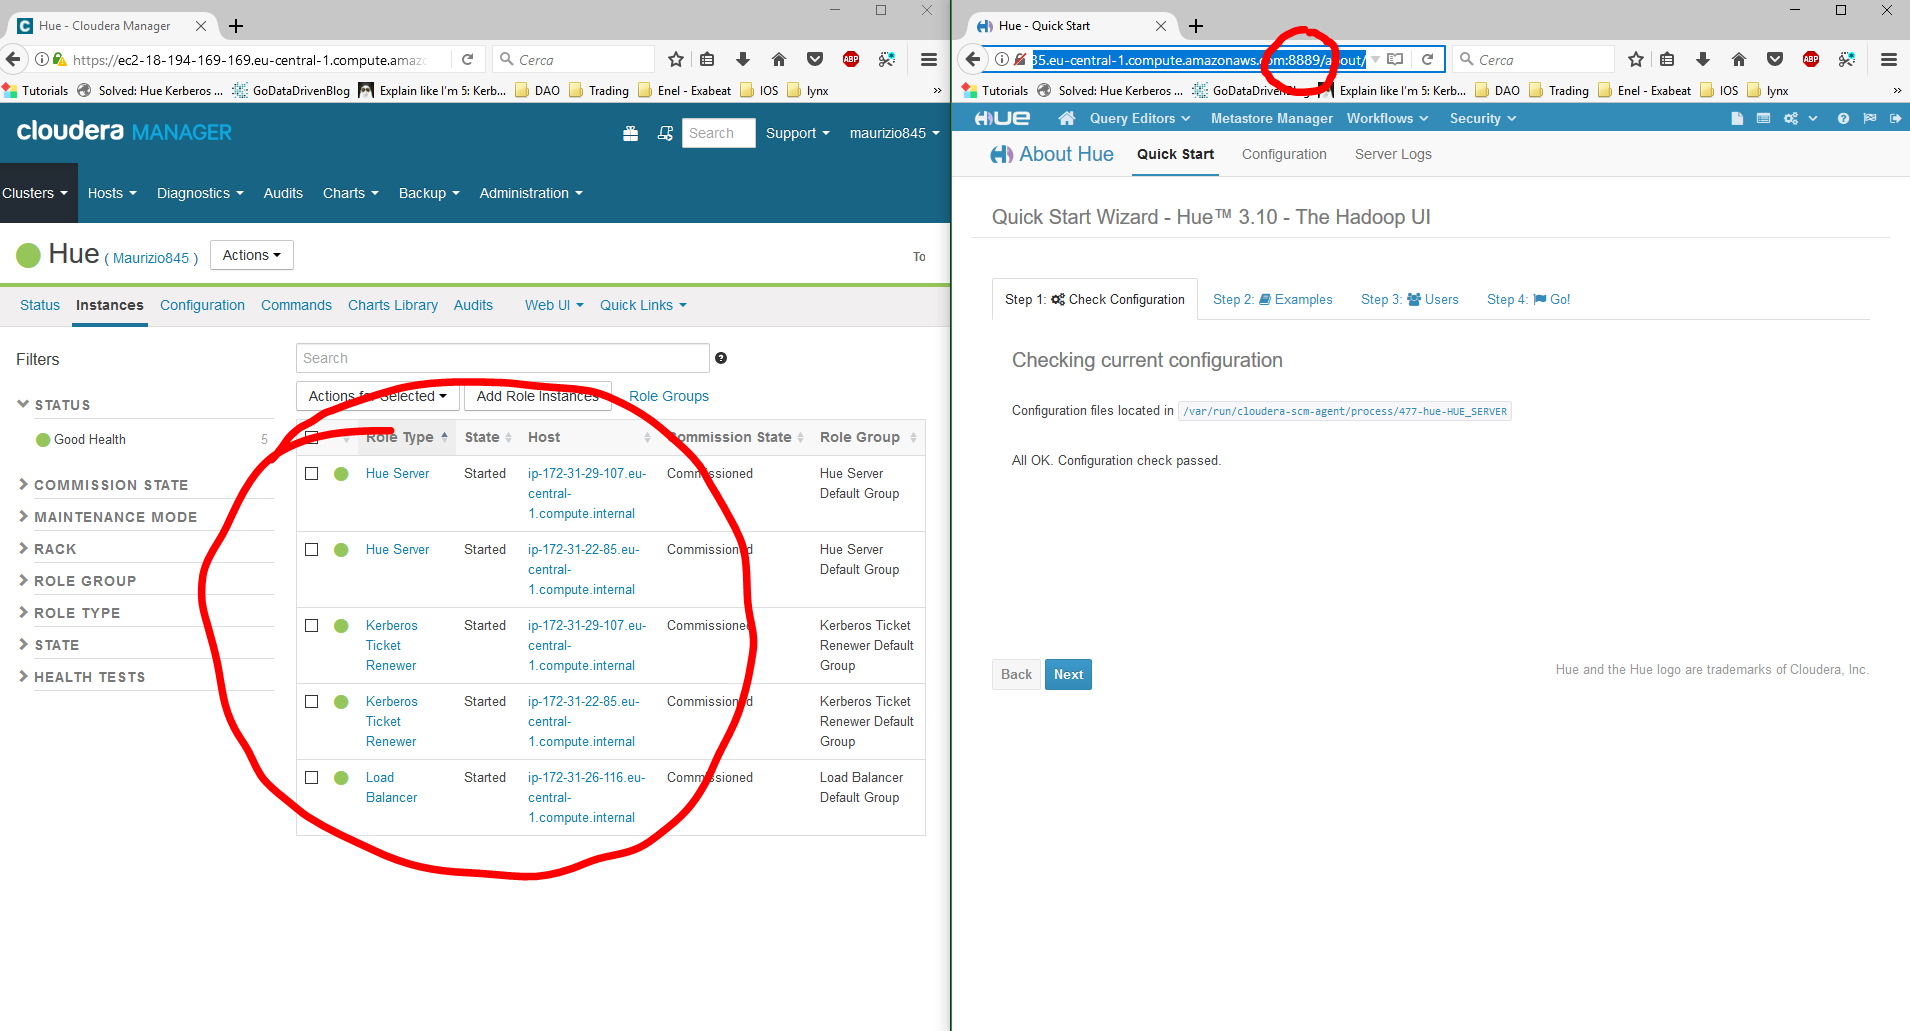 Hue - Cloudera Manager
https://ec2-18-194-169-169.eu-central-1.compute.amaz
Cerca
Tutorials Solved: Hue Kerberos ... GoDataDrivenBlog Explain like I'm 5: Kerb... DAO Trading Enel - Exabeat IOS lynx »
cloudera MANAGER
Search Support maurizio845
Clusters Hosts Diagnostics Audits Charts Backup Administration
Hue ( Maurizio845 ) Actions To
Status Instances Configuration Commands Charts Library Audits Web UI Quick Links
Filters
STATUS
Good Health 5
COMMISSION STATE
MAINTENANCE MODE
RACK
ROLE GROUP
ROLE TYPE
STATE
HEALTH TESTS
Search
Actions for Selected Add Role Instances Role Groups
Role Type State Host Commission State Role Group
Hue Server Started ip-172-31-29-107.eu- Commissioned Hue Server
central- Default Group
1.compute.internal
Hue Server Started ip-172-31-22-85.eu- Commissioned Hue Server
central- Default Group
1.compute.internal
Kerberos Started ip-172-31-29-107.eu- Commissioned Kerberos Ticket
Ticket central- Renewer Default
Renewer 1.compute.internal Group
Kerberos Started ip-172-31-22-85.eu- Commissioned Kerberos Ticket
Ticket central- Renewer Default
Renewer 1.compute.internal Group
Load Started ip-172-31-26-116.eu- Commissioned Load Balancer
Balancer central- Default Group
1.compute.internal
Hue - Quick Start
35.eu-central-1.compute.amazonaws.com:8889/about/
Cerca
Tutorials Solved: Hue Kerberos ... GoDataDrivenBlog Explain like I'm 5: Kerb... DAO Trading Enel - Exabeat IOS lynx »
HUE Query Editors Metastore Manager Workflows Security
About Hue Quick Start Configuration Server Logs
Quick Start Wizard - Hue™ 3.10 - The Hadoop UI
Step 1: Check Configuration Step 2: Examples Step 3: Users Step 4: Go!
Checking current configuration
Configuration files located in /var/run/cloudera-scm-agent/process/477-hue-HUE_SERVER
All OK. Configuration check passed.
Back Next
Hue and the Hue logo are trademarks of Cloudera, Inc.